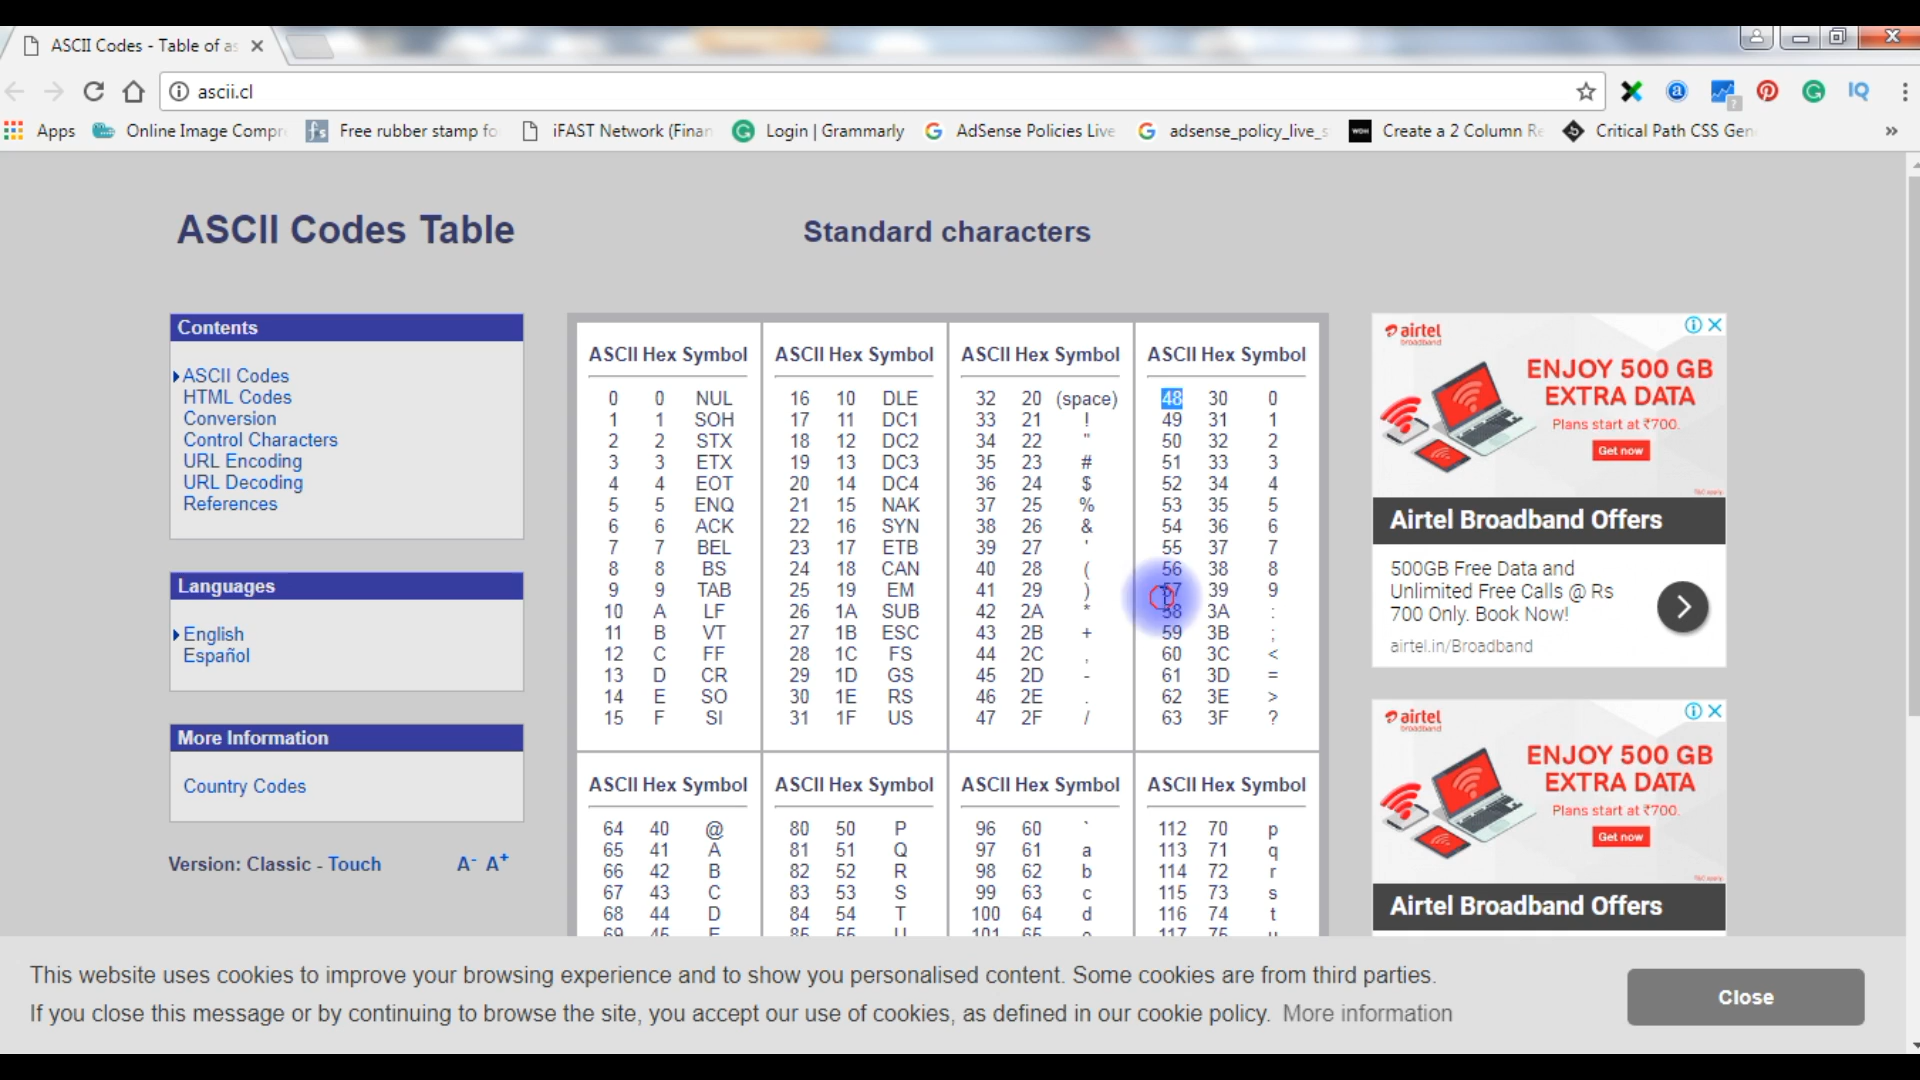 ASCII Codes - Table of as
ascii.cl
Apps
Online Image Compr
Free rubber stamp fo
iFAST Network (Finan
Login | Grammarly
AdSense Policies Live
adsense_policy_live_s
Create a 2 Column Re
Critical Path CSS Gen
»
ASCII Codes Table
Standard characters
Contents
ASCII Codes
HTML Codes
Conversion
Control Characters
URL Encoding
URL Decoding
References
Languages
English
Español
More Information
Country Codes
Version: Classic - Touch A- A+
ASCII Hex Symbol
0 0 NUL
1 1 SOH
2 2 STX
3 3 ETX
4 4 EOT
5 5 ENQ
6 6 ACK
7 7 BEL
8 8 BS
9 9 TAB
10 A LF
11 B VT
12 C FF
13 D CR
14 E SO
15 F SI
ASCII Hex Symbol
16 10 DLE
17 11 DC1
18 12 DC2
19 13 DC3
20 14 DC4
21 15 NAK
22 16 SYN
23 17 ETB
24 18 CAN
25 19 EM
26 1A SUB
27 1B ESC
28 1C FS
29 1D GS
30 1E RS
31 1F US
ASCII Hex Symbol
32 20 (space)
33 21 !
34 22 "
35 23 #
36 24 $
37 25 %
38 26 &
39 27 '
40 28 (
41 29 )
42 2A *
43 2B +
44 2C ,
45 2D -
46 2E .
47 2F /
ASCII Hex Symbol
48 30 0
49 31 1
50 32 2
51 33 3
52 34 4
53 35 5
54 36 6
55 37 7
56 38 8
57 39 9
58 3A :
59 3B ;
60 3C <
61 3D =
62 3E >
63 3F ?
ASCII Hex Symbol
64 40 @
65 41 A
66 42 B
67 43 C
68 44 D
69 45 E
ASCII Hex Symbol
80 50 P
81 51 Q
82 52 R
83 53 S
84 54 T
85 55 U
ASCII Hex Symbol
96 60 `
97 61 a
98 62 b
99 63 c
100 64 d
101 65 e
ASCII Hex Symbol
112 70 p
113 71 q
114 72 r
115 73 s
116 74 t
117 75 u
airtel
broadband
ENJOY 500 GB
EXTRA DATA
Plans start at ₹700.
Get now
Airtel Broadband Offers
500GB Free Data and
Unlimited Free Calls @ Rs
700 Only. Book Now!
airtel.in/Broadband
airtel
broadband
ENJOY 500 GB
EXTRA DATA
Plans start at ₹700.
Get now
Airtel Broadband Offers
This website uses cookies to improve your browsing experience and to show you personalised content. Some cookies are from third parties.
If you close this message or by continuing to browse the site, you accept our use of cookies, as defined in our cookie policy. More information
Close